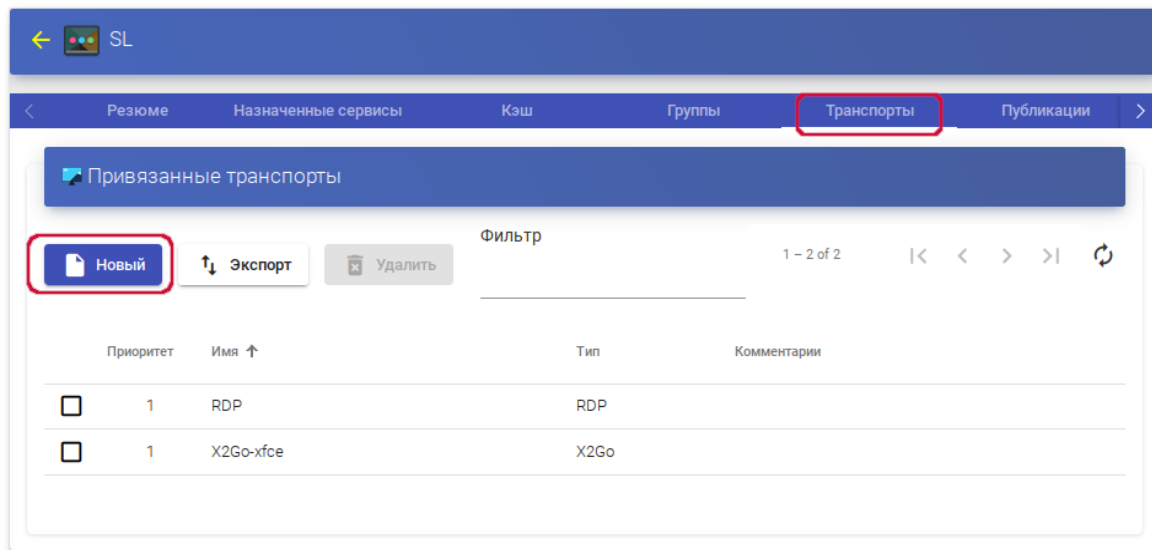 SL
Резюме Назначенные сервисы Кэш Группы Транспорты Публикации
Привязанные транспорты
Новый Экспорт Удалить Фильтр 1 – 2 of 2
Приоритет Имя Тип Комментарии
1 RDP RDP
1 X2Go-xfce X2Go